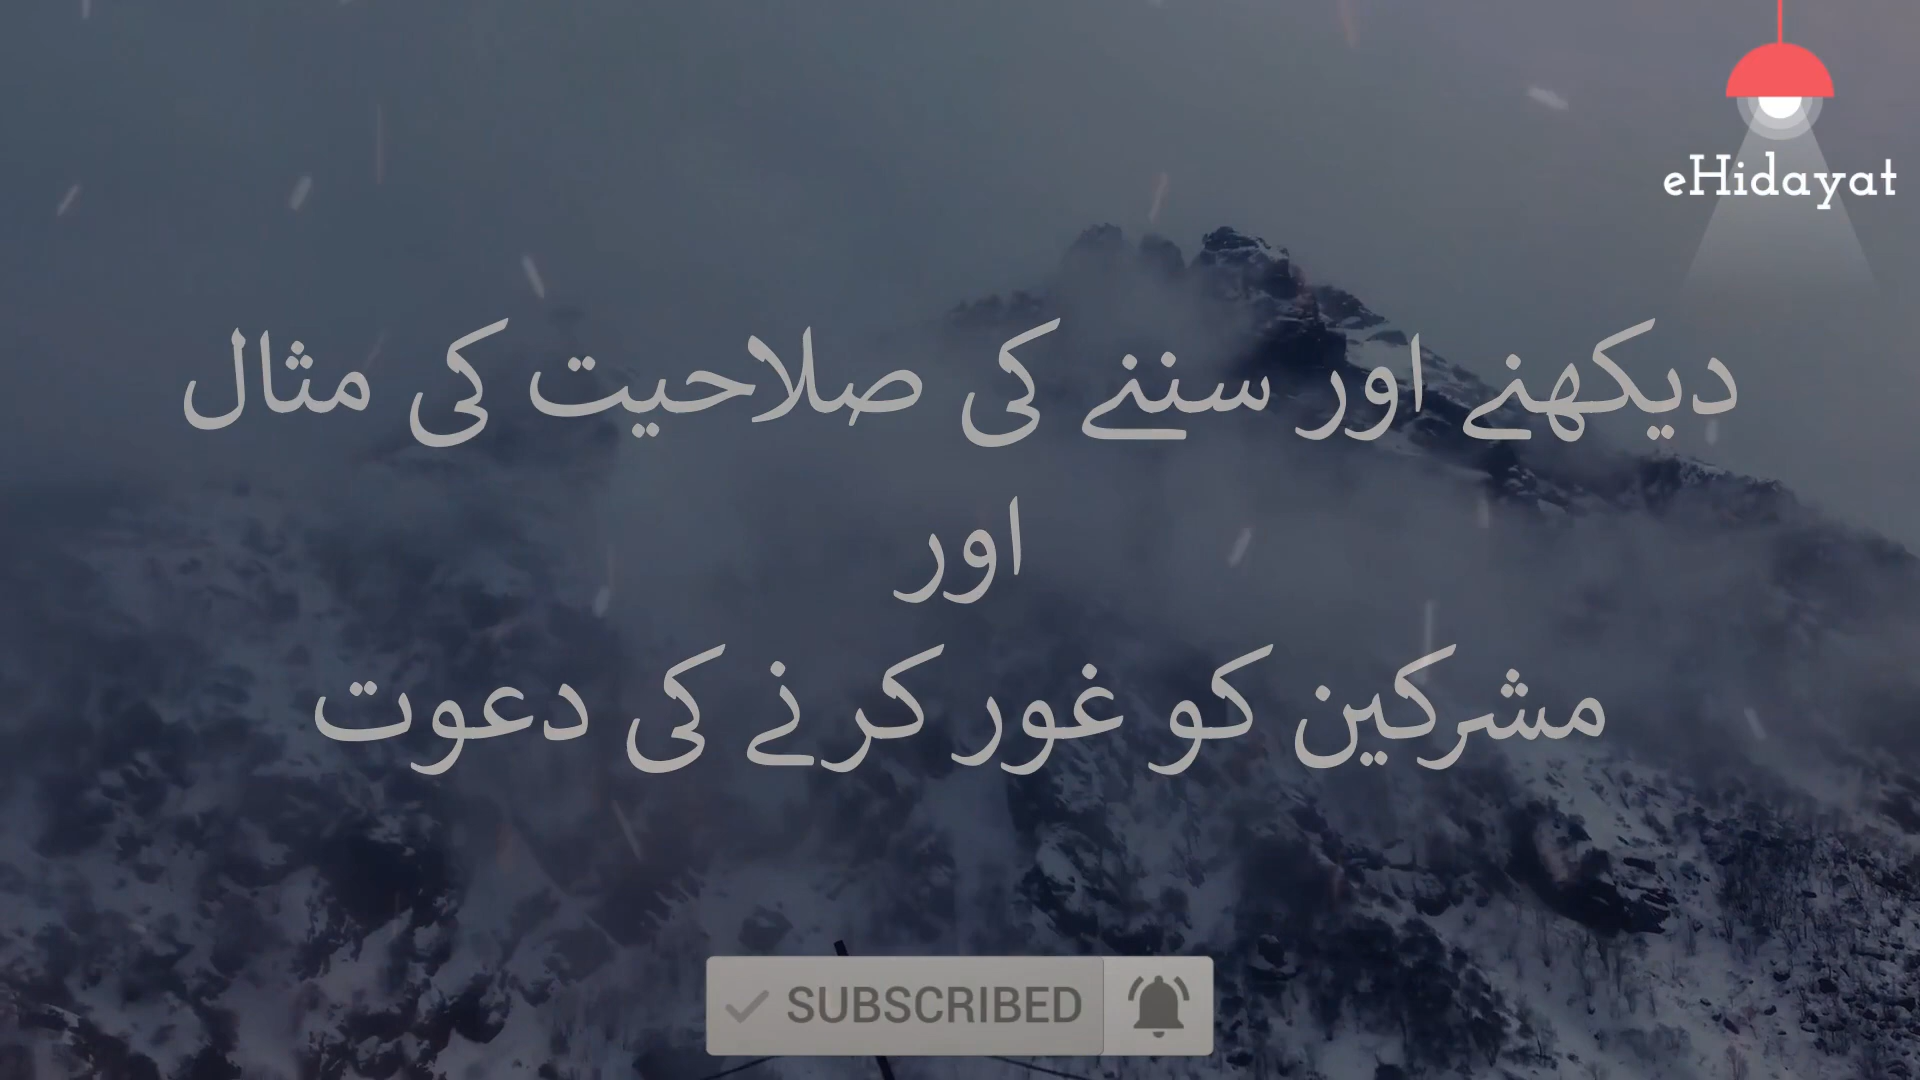 eHidayat
دیکھنے اور سننے کی صلاحیت کی مثال
اور
مشرکین کو غور کرنے کی دعوت
SUBSCRIBED